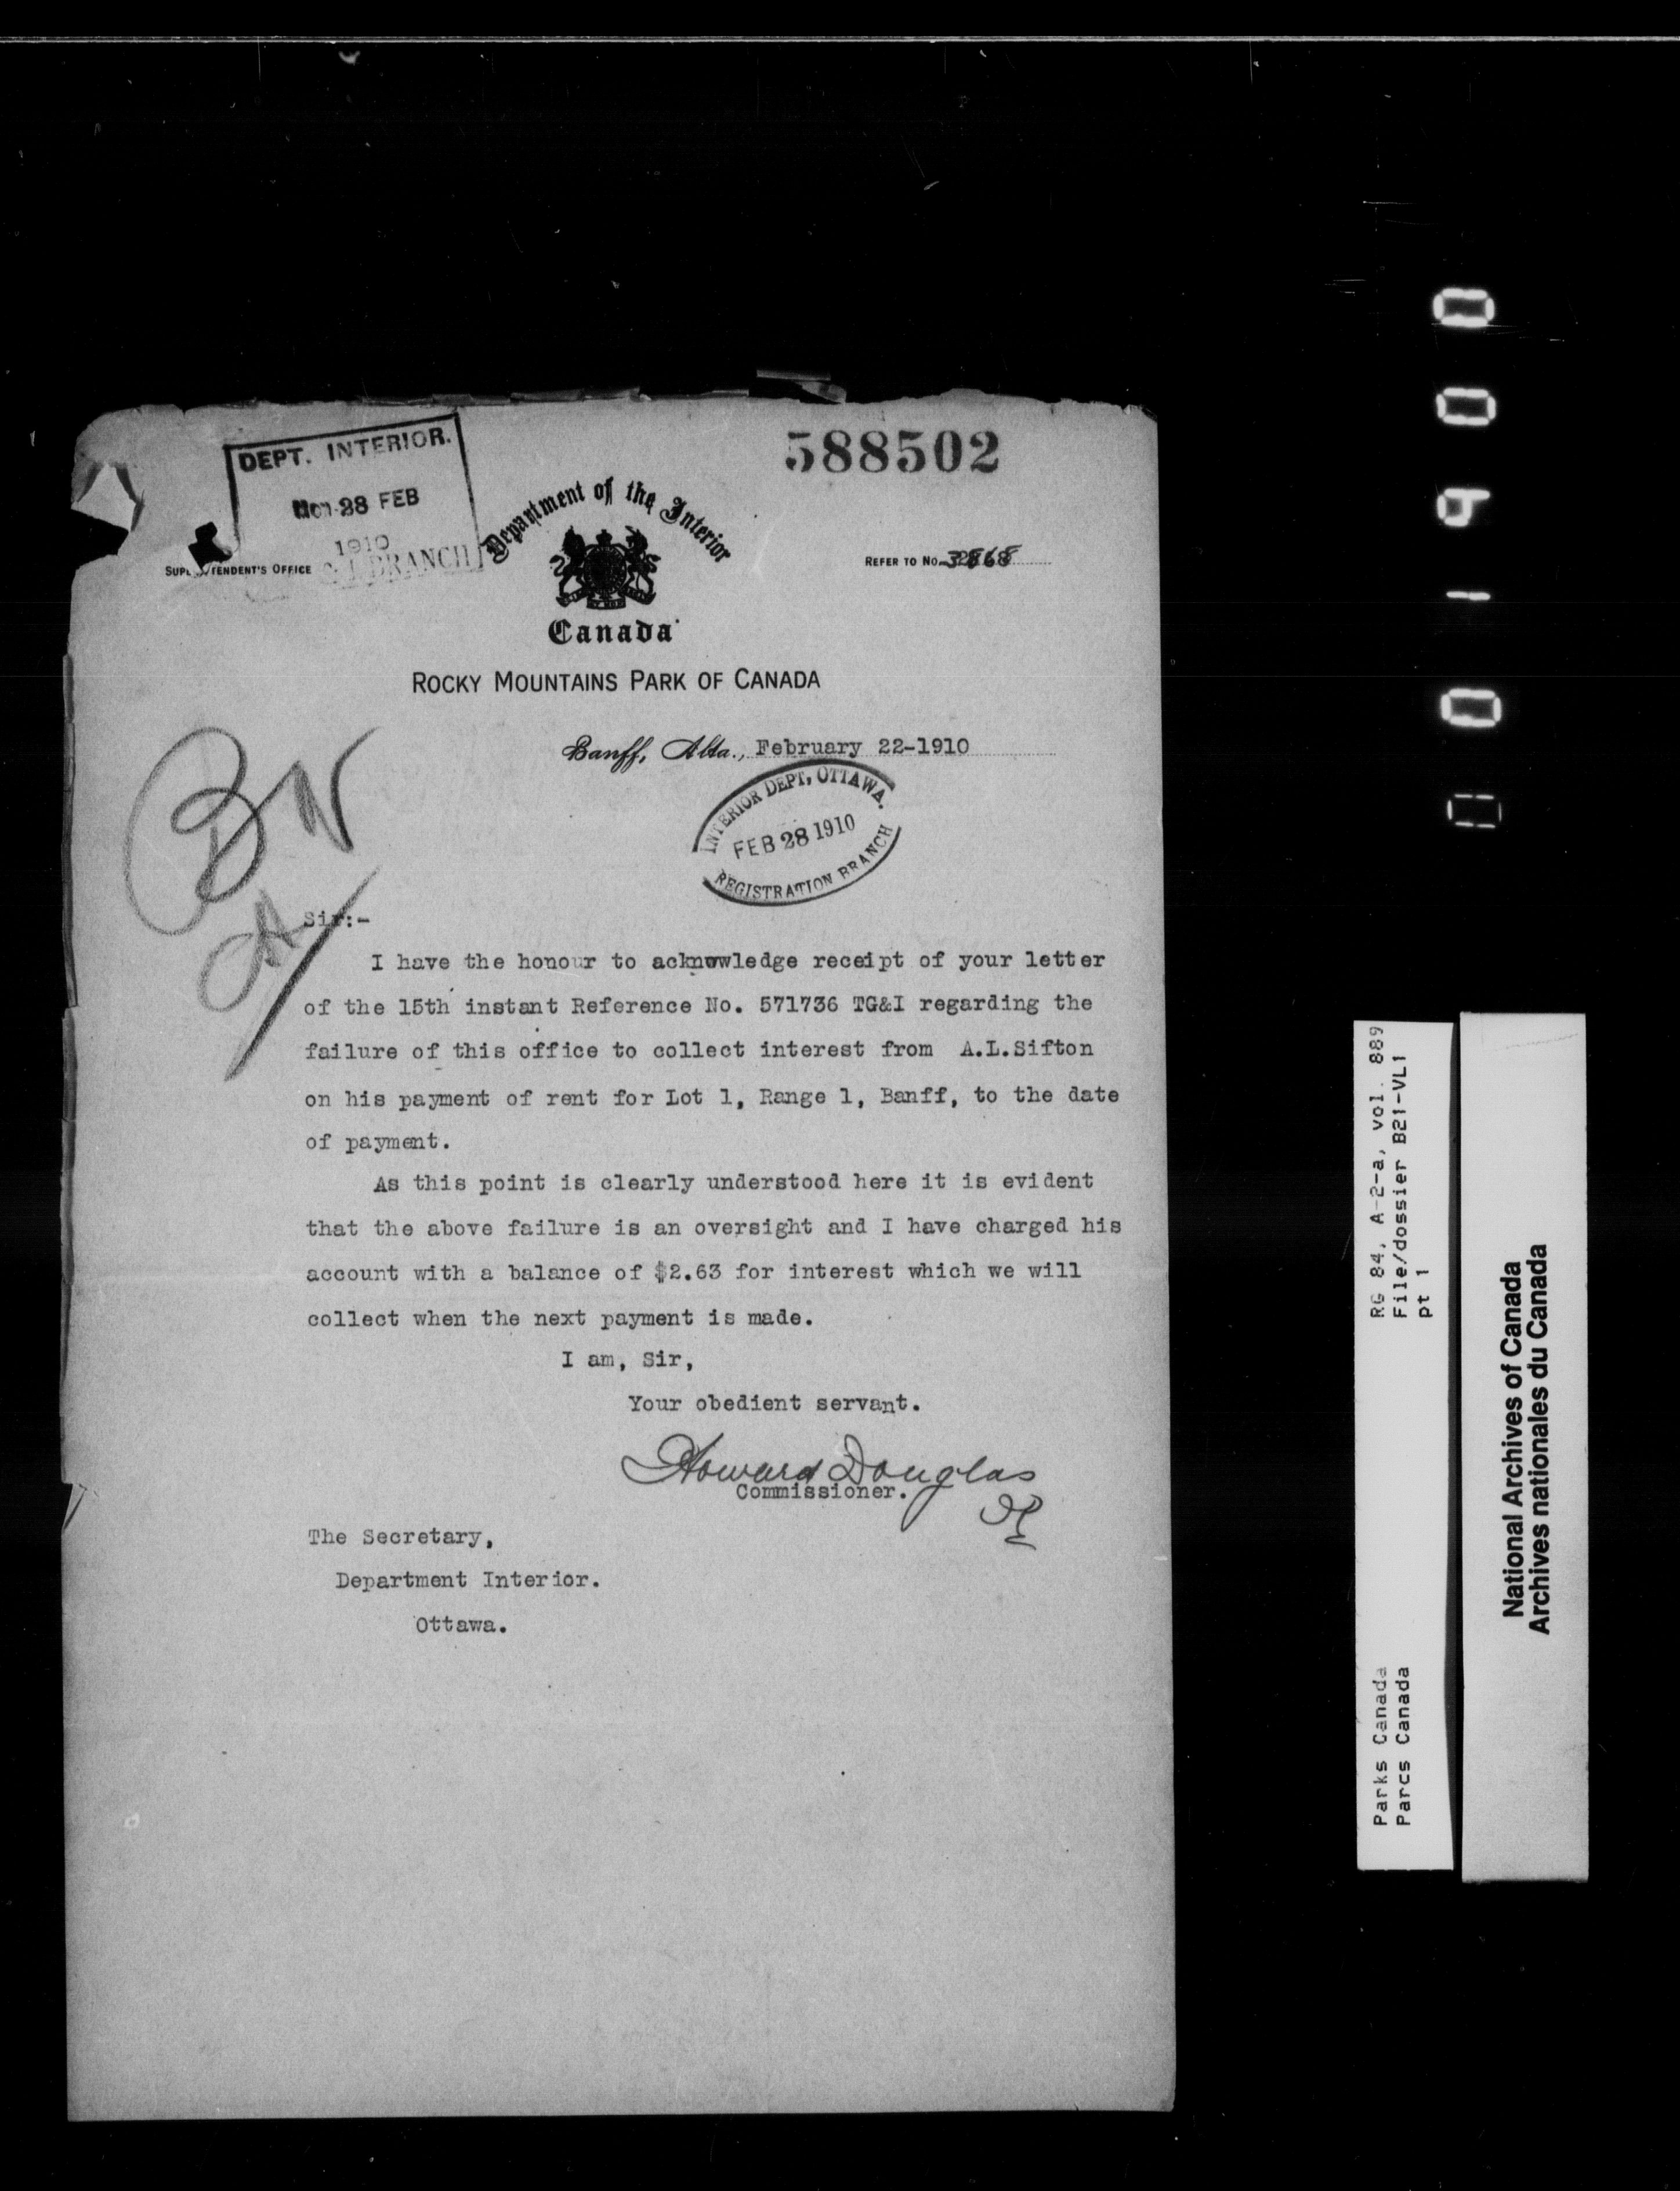 DEPT. INTERIOR.
Mon. 28 FEB
1910
BRANCH
588502
Department of the Interior
SUP TENDENT'S OFFICE
REFER TO NO. 3868
Canada
ROCKY MOUNTAINS PARK OF CANADA
Banff, Alta., February 22-1910
INTERIOR DEPT, OTTAWA.
FEB 28 1910
REGISTRATION BRANCH
Sir:-
I have the honour to acknowledge receipt of your letter
of the 15th instant Reference No. 571736 TG&I regarding the
failure of this office to collect interest from A.L.Sifton
on his payment of rent for Lot 1, Range 1, Banff, to the date
of payment.
As this point is clearly understood here it is evident
that the above failure is an oversight and I have charged his
account with a balance of $2.63 for interest which we will
collect when the next payment is made.
I am, Sir,
Your obedient servant.
Howard Douglas
Commissioner.
The Secretary,
Department Interior.
Ottawa.
RG 84, A-2-a, vol. 889
File/dossier B21-VL1
pt 1
Parks Canada
Parcs Canada
National Archives of Canada
Archives nationales du Canada